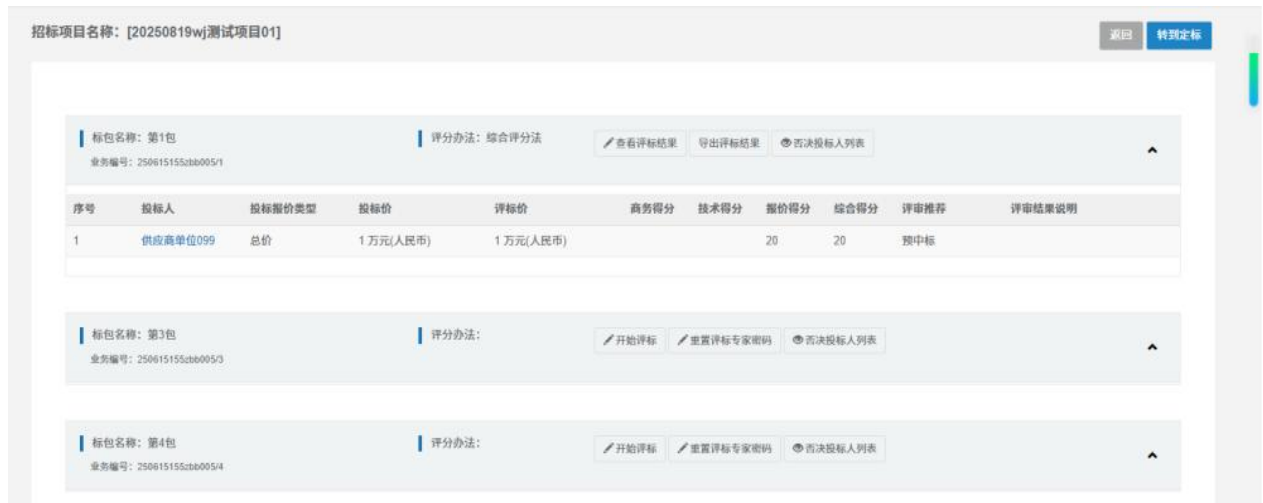 招标项目名称：[20250819wj测试项目01]
返回 转到定标
标包名称：第1包 评分办法：综合评分法 查看评标结果 导出评标结果 否决投标人列表
业务编号：250615155zbb005/1
序号 投标人 投标报价类型 投标价 评标价 商务得分 技术得分 报价得分 综合得分 评审推荐 评审结果说明
1 供应商单位099 总价 1万元(人民币) 1万元(人民币) 20 20 预中标
标包名称：第3包 评分办法： 开始评标 重置评标专家密码 否决投标人列表
业务编号：250615155zbb005/3
标包名称：第4包 评分办法： 开始评标 重置评标专家密码 否决投标人列表
业务编号：250615155zbb005/4